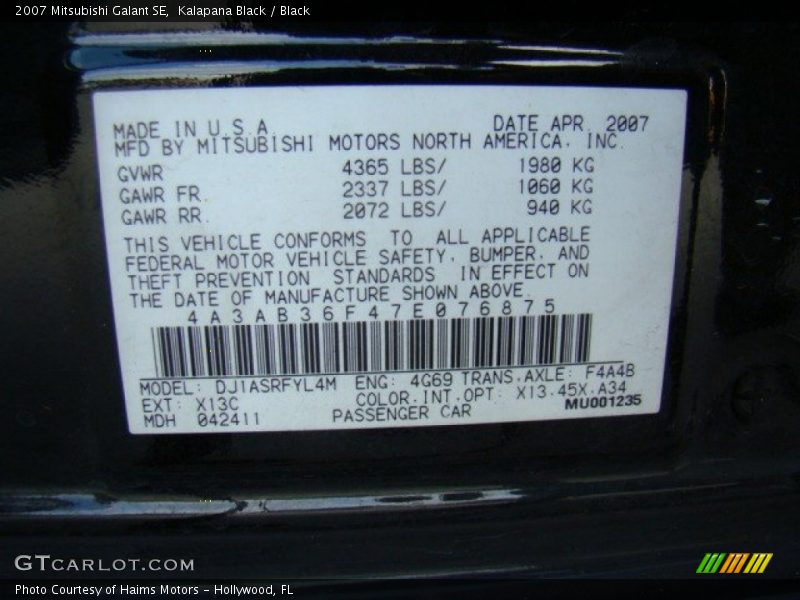 2007 Mitsubishi Galant SE,  Kalapana Black / Black
MADE IN U.S.A. DATE APR. 2007
MFD BY MITSUBISHI MOTORS NORTH AMERICA. INC.
GVWR 4365 LBS/ 1980 KG
GAWR FR. 2337 LBS/ 1060 KG
GAWR RR. 2072 LBS/ 940 KG
THIS VEHICLE CONFORMS TO ALL APPLICABLE
FEDERAL MOTOR VEHICLE SAFETY. BUMPER. AND
THEFT PREVENTION STANDARDS IN EFFECT ON
THE DATE OF MANUFACTURE SHOWN ABOVE.
4A3AB36F47E076875
MODEL: DJ1ASRFYL4M ENG: 4G69 TRANS.AXLE: F4A4B
EXT: X13C COLOR.INT.OPT: X13.45X.A34
MDH 042411 PASSENGER CAR MU001235
GTCARLOT.COM
Photo Courtesy of Haims Motors - Hollywood, FL